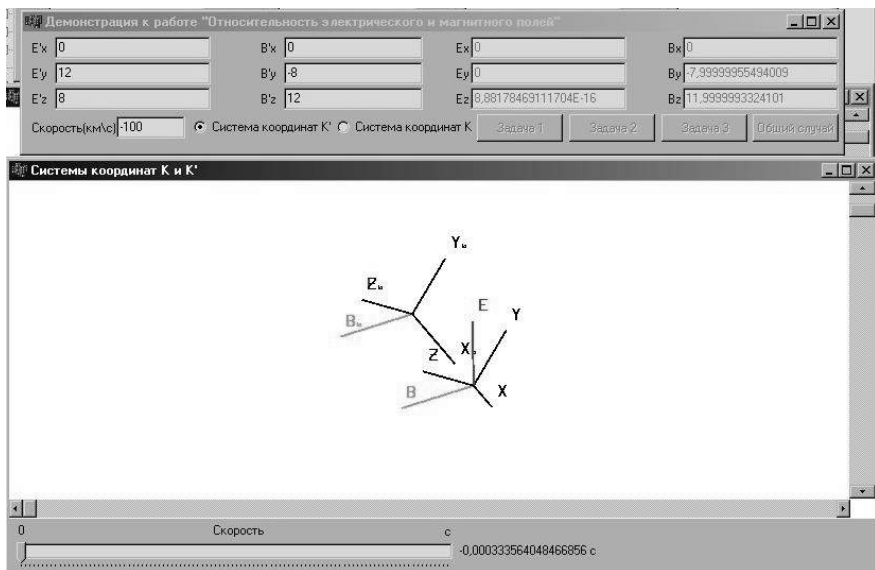 Демонстрация к работе "Относительность электрического и магнитного полей"
E'x 0 B'x 0 Ex 0 Bx 0
E'y 12 B'y -8 Ey 0 By -7,99999955494009
E'z 8 B'z 12 Ez 8,88178469111704E-16 Bz 11,9999993324101
Скорость(км\с) -100 Система координат K' Система координат K Задача 1 Задача 2 Задача 3 Общий случай
Системы координат K и K'
Y
Z
E
B
Y
Z X
B X
0 Скорость c
-0,000333564048466856 c